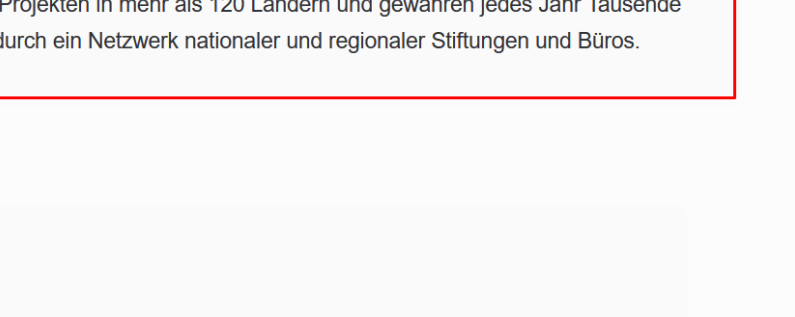 Projekten in mehr als 120 Ländern und gewähren jedes Jahr Tausende
durch ein Netzwerk nationaler und regionaler Stiftungen und Büros.